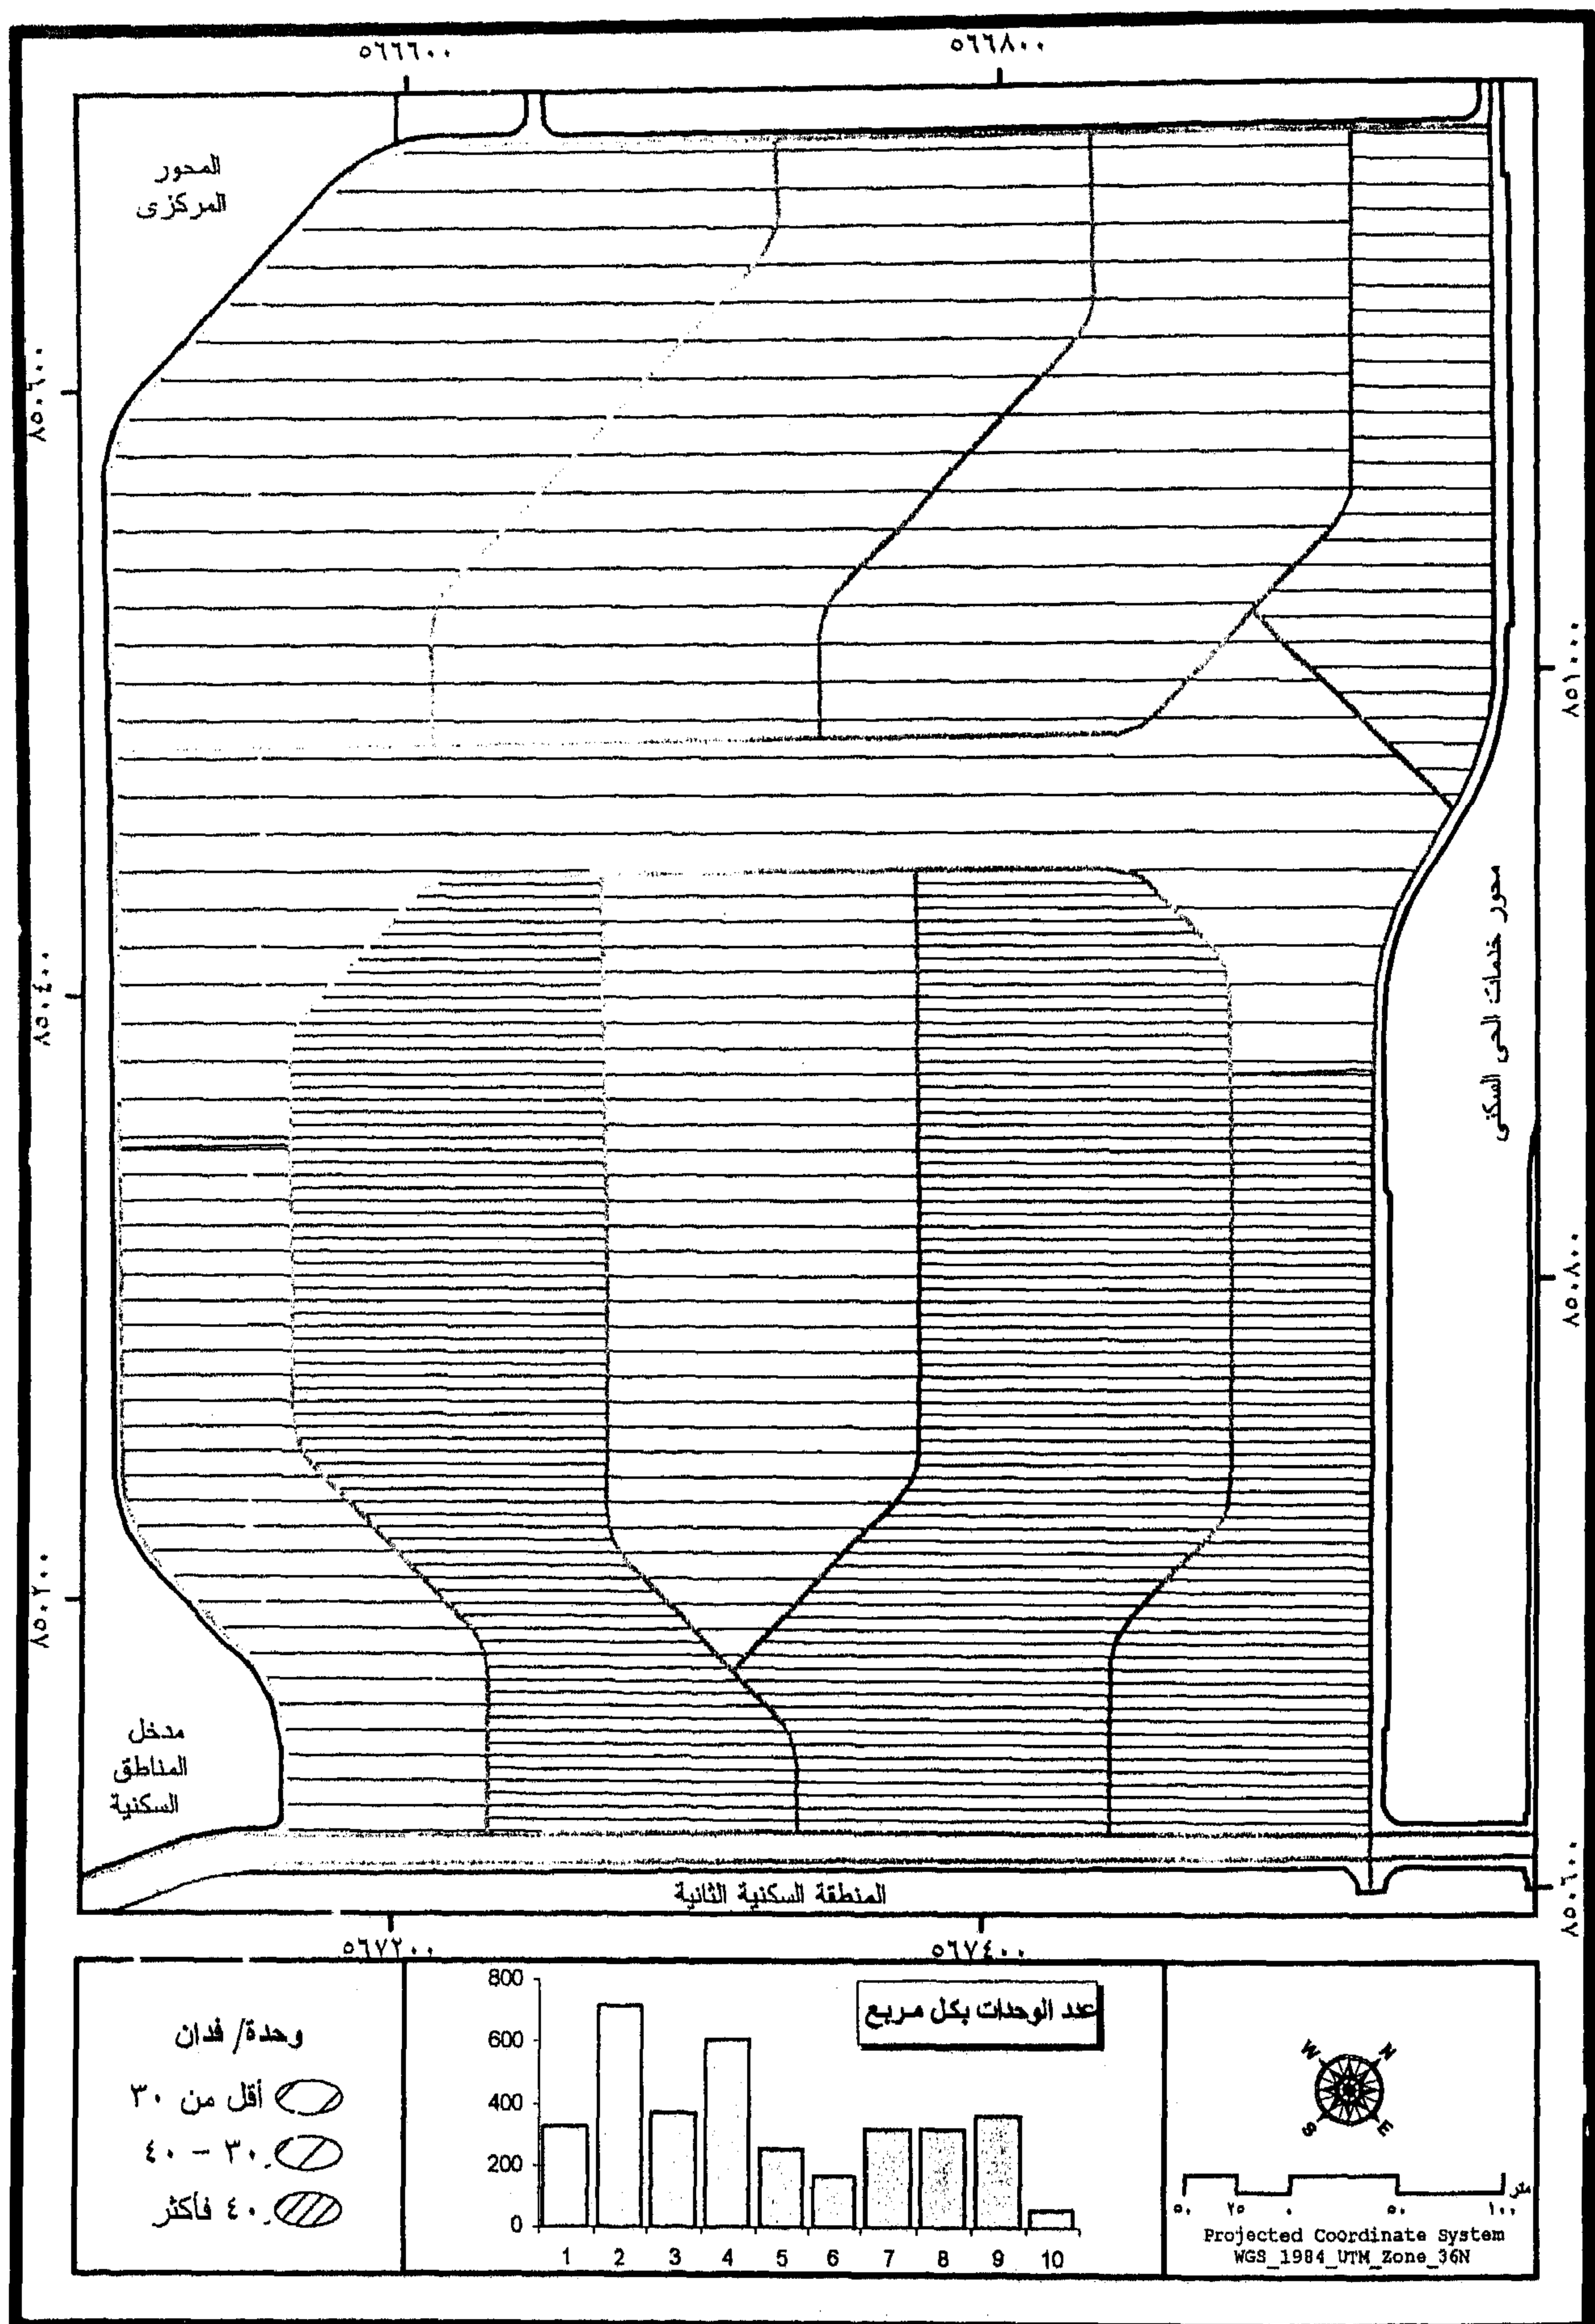 ٥٦٦٦٠٠
٥٦٦٨٠٠
المحور
المركزى
٨٥٠٦٠٠
٨٥١٠٠٠
محور خدمات الحى السكنى
٨٥٠٤٠٠
٨٥٠٨٠٠
٨٥٠٢٠٠
مدخل
المناطق
السكنية
٨٥٠٦٠٠
المنطقة السكنية الثانية
٥٦٧٢٠٠
٥٦٧٤٠٠
وحدة/ فدان
أقل من ٣٠
٣٠ - ٤٠
٤٠ فأكثر
عدد الوحدات بكل مربع
800
600
400
200
0
1 2 3 4 5 6 7 8 9 10
W N
S E
٥٠ ٢٥ ٠ ٥٠ ١٠٠ متر
Projected Coordinate System
WGS_1984_UTM_Zone_36N